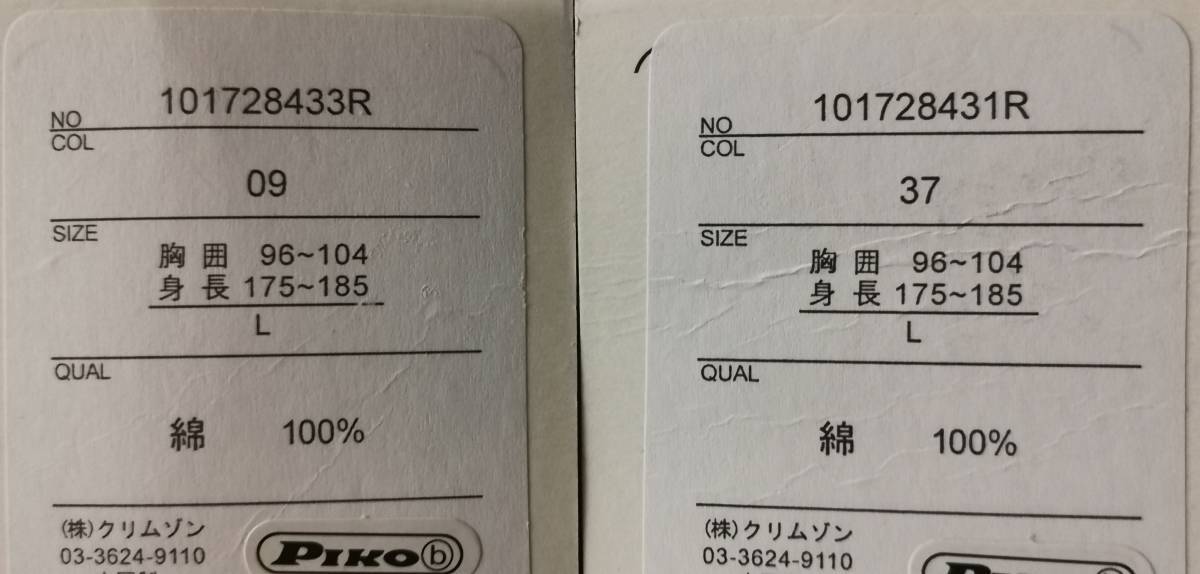 101728433R
NO
COL
09
SIZE
胸囲 96~104
身長 175~185
L
QUAL
綿 100%
(株)クリムゾン
03-3624-9110
PIKO b
101728431R
NO
COL
37
SIZE
胸囲 96~104
身長 175~185
L
QUAL
綿 100%
(株)クリムゾン
03-3624-9110